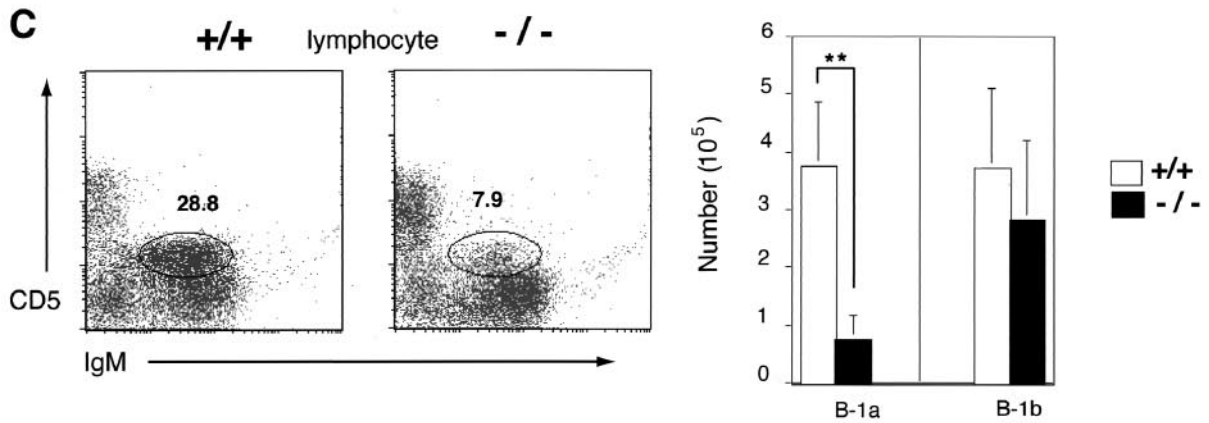 C
+/+ lymphocyte - / -
28.8
7.9
CD5
IgM
**
Number (10⁵)
6
5
4
3
2
1
0
B-1a
B-1b
+/+
- / -